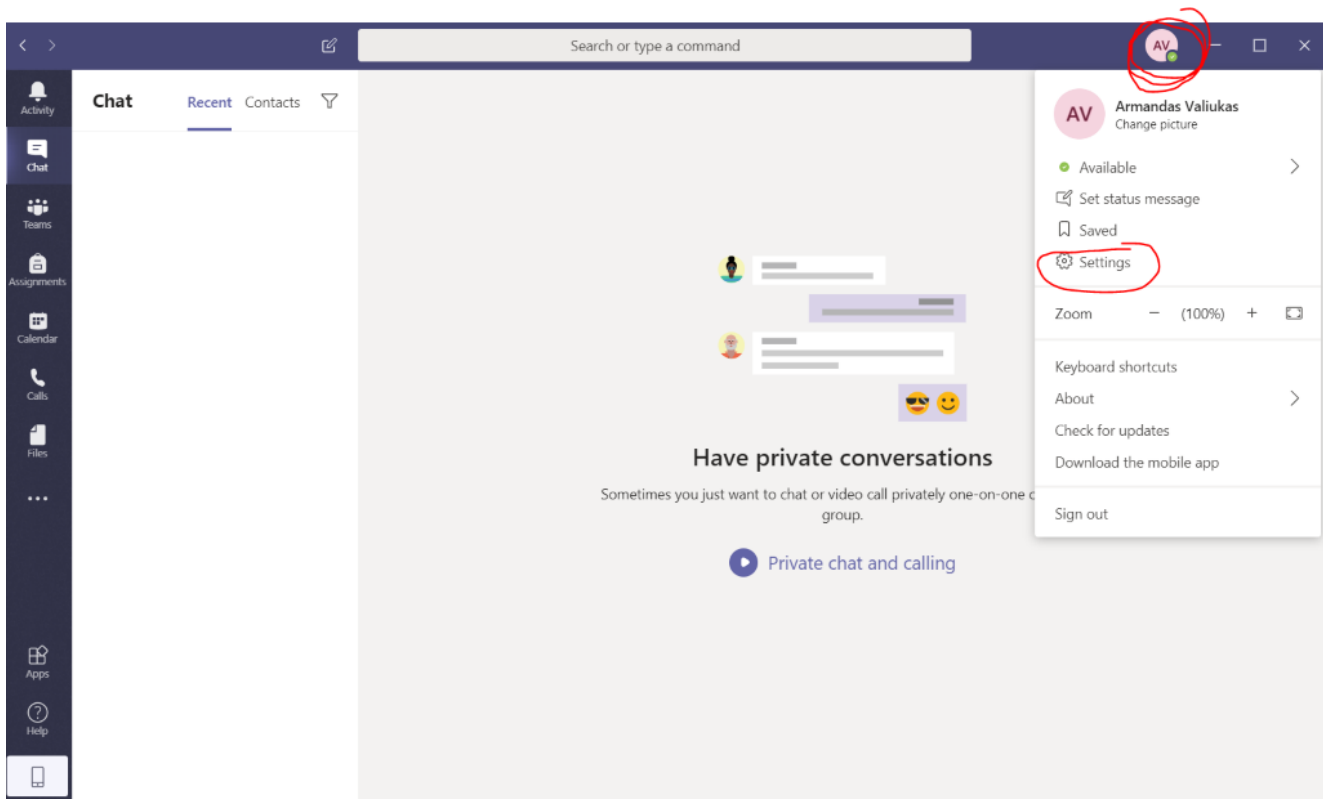 Search or type a command
AV
Activity
Chat
Teams
Assignments
Calendar
Calls
Files
Apps
Help
Chat Recent Contacts
Have private conversations
Sometimes you just want to chat or video call privately one-on-one
group.
Private chat and calling
AV
Armandas Valiukas
Change picture
Available
Set status message
Saved
Settings
Zoom − (100%) +
Keyboard shortcuts
About
Check for updates
Download the mobile app
Sign out